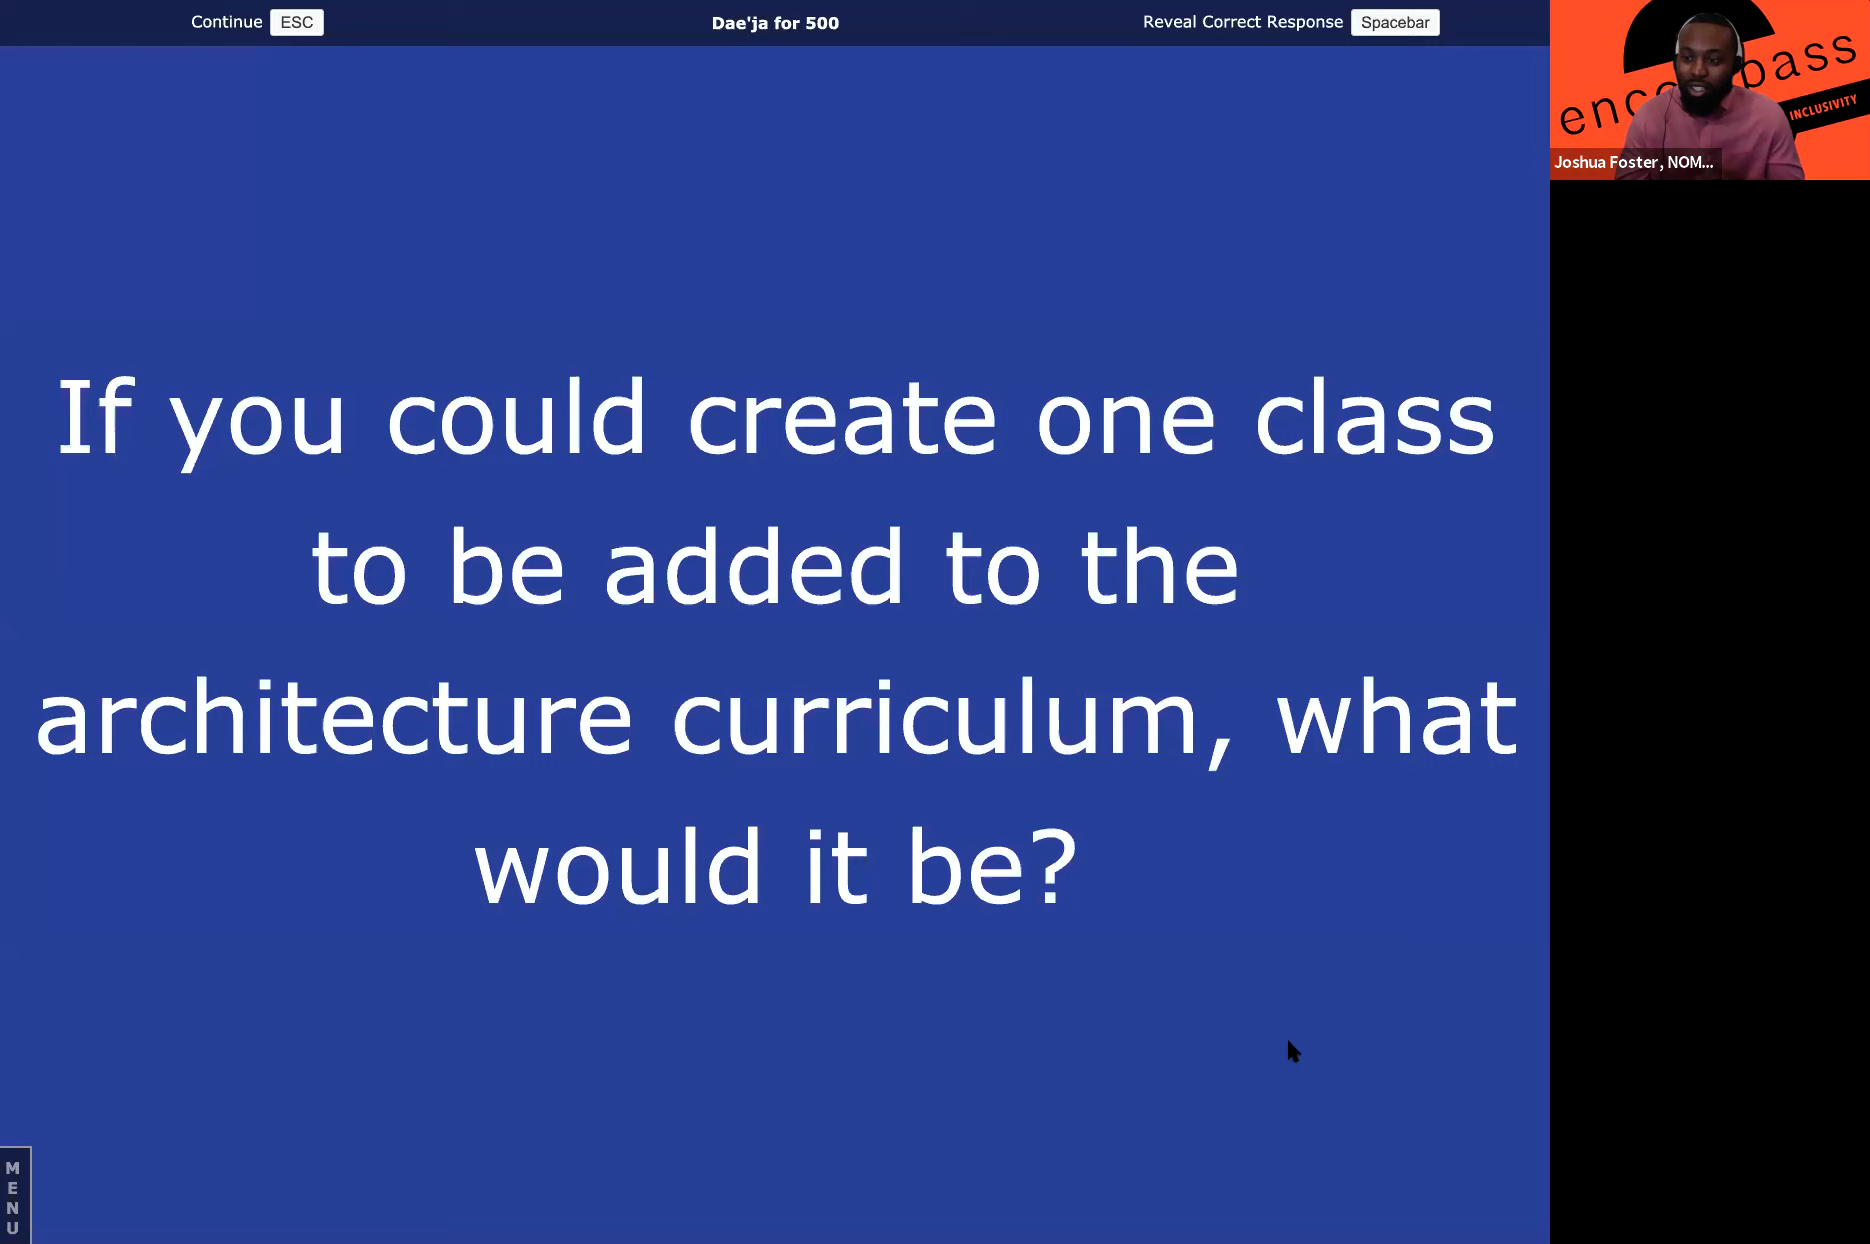 Continue ESC
Dae'ja for 500
Reveal Correct Response Spacebar
INCLUSIVITY
Joshua Foster, NOM...
If you could create one class
to be added to the
architecture curriculum, what
would it be?
MENU